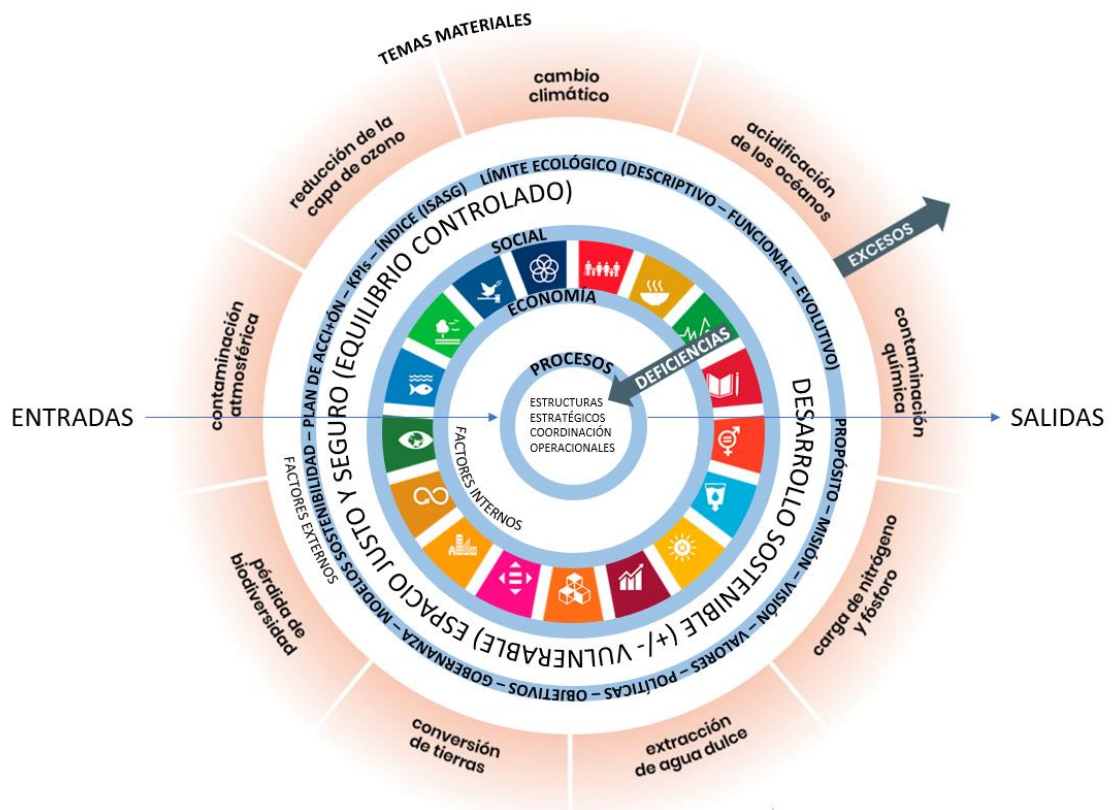 TEMAS MATERIALES
cambio
climático
acidificación
de los océanos
EXCESOS
contaminación
química
carga de nitrógeno
y fósforo
extracción
de agua dulce
conversión
de tierras
pérdida de
biodiversidad
contaminación
atmosférica
reducción de la
capa de ozono
LÍMITE ECOLÓGICO (DESCRIPTIVO – FUNCIONAL – EVOLUTIVO)
PROPÓSITO – MISIÓN – VISIÓN – VALORES – POLÍTICAS – OBJETIVOS – GOBERNANZA – MODELOS SOSTENIBILIDAD – PLAN DE ACCI+ÓN – KPIs – ÍNDICE (ISASG)
FACTORES EXTERNOS
DESARROLLO SOSTENIBLE (+/- VULNERABLE) ESPACIO JUSTO Y SEGURO (EQUILIBRIO CONTROLADO)
SOCIAL
ECONOMÍA
DEFICIENCIAS
FACTORES INTERNOS
PROCESOS
ESTRUCTURAS
ESTRATÉGICOS
COORDINACIÓN
OPERACIONALES
ENTRADAS
SALIDAS